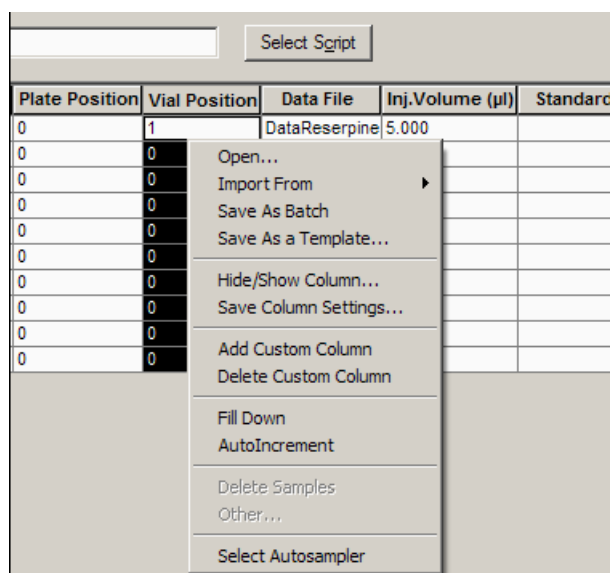 Select Script
Plate Position Vial Position Data File Inj.Volume (µl) Standard
0 1 DataReserpine 5.000
0 0
0 0
0 0
0 0
0 0
0 0
0 0
0 0
0 0
Open...
Import From
Save As Batch
Save As a Template...
Hide/Show Column...
Save Column Settings...
Add Custom Column
Delete Custom Column
Fill Down
AutoIncrement
Delete Samples
Other...
Select Autosampler